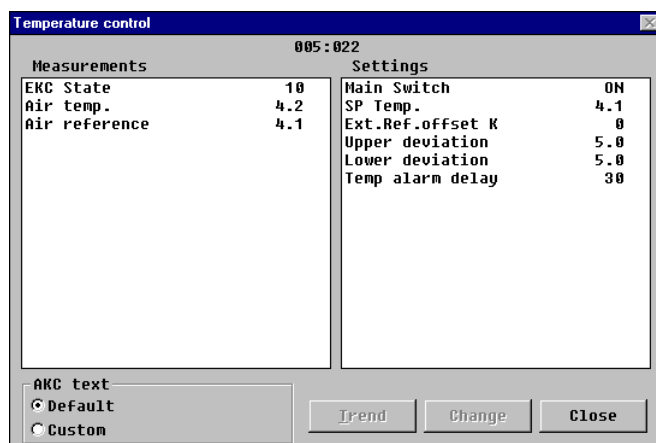 Temperature control
005:022
Measurements
EKC State 10
Air temp. 4.2
Air reference 4.1
Settings
Main Switch ON
SP Temp. 4.1
Ext.Ref.offset K 0
Upper deviation 5.0
Lower deviation 5.0
Temp alarm delay 30
AKC text
Default
Custom
Trend
Change
Close